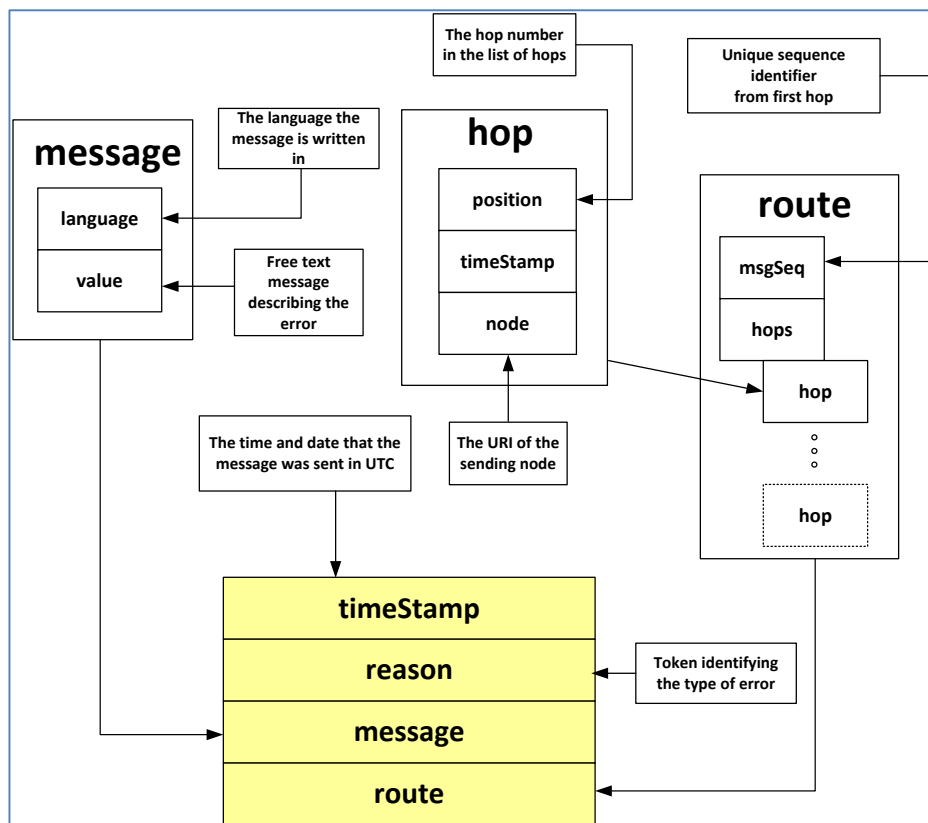 The hop number
in the list of hops
Unique sequence
identifier
from first hop
The language the
message is written
in
message
language
value
Free text
message
describing the
error
hop
position
timeStamp
node
route
msgSeq
hops
hop
hop
The time and date that the
message was sent in UTC
The URI of the
sending node
timeStamp
reason
message
route
Token identifying
the type of error